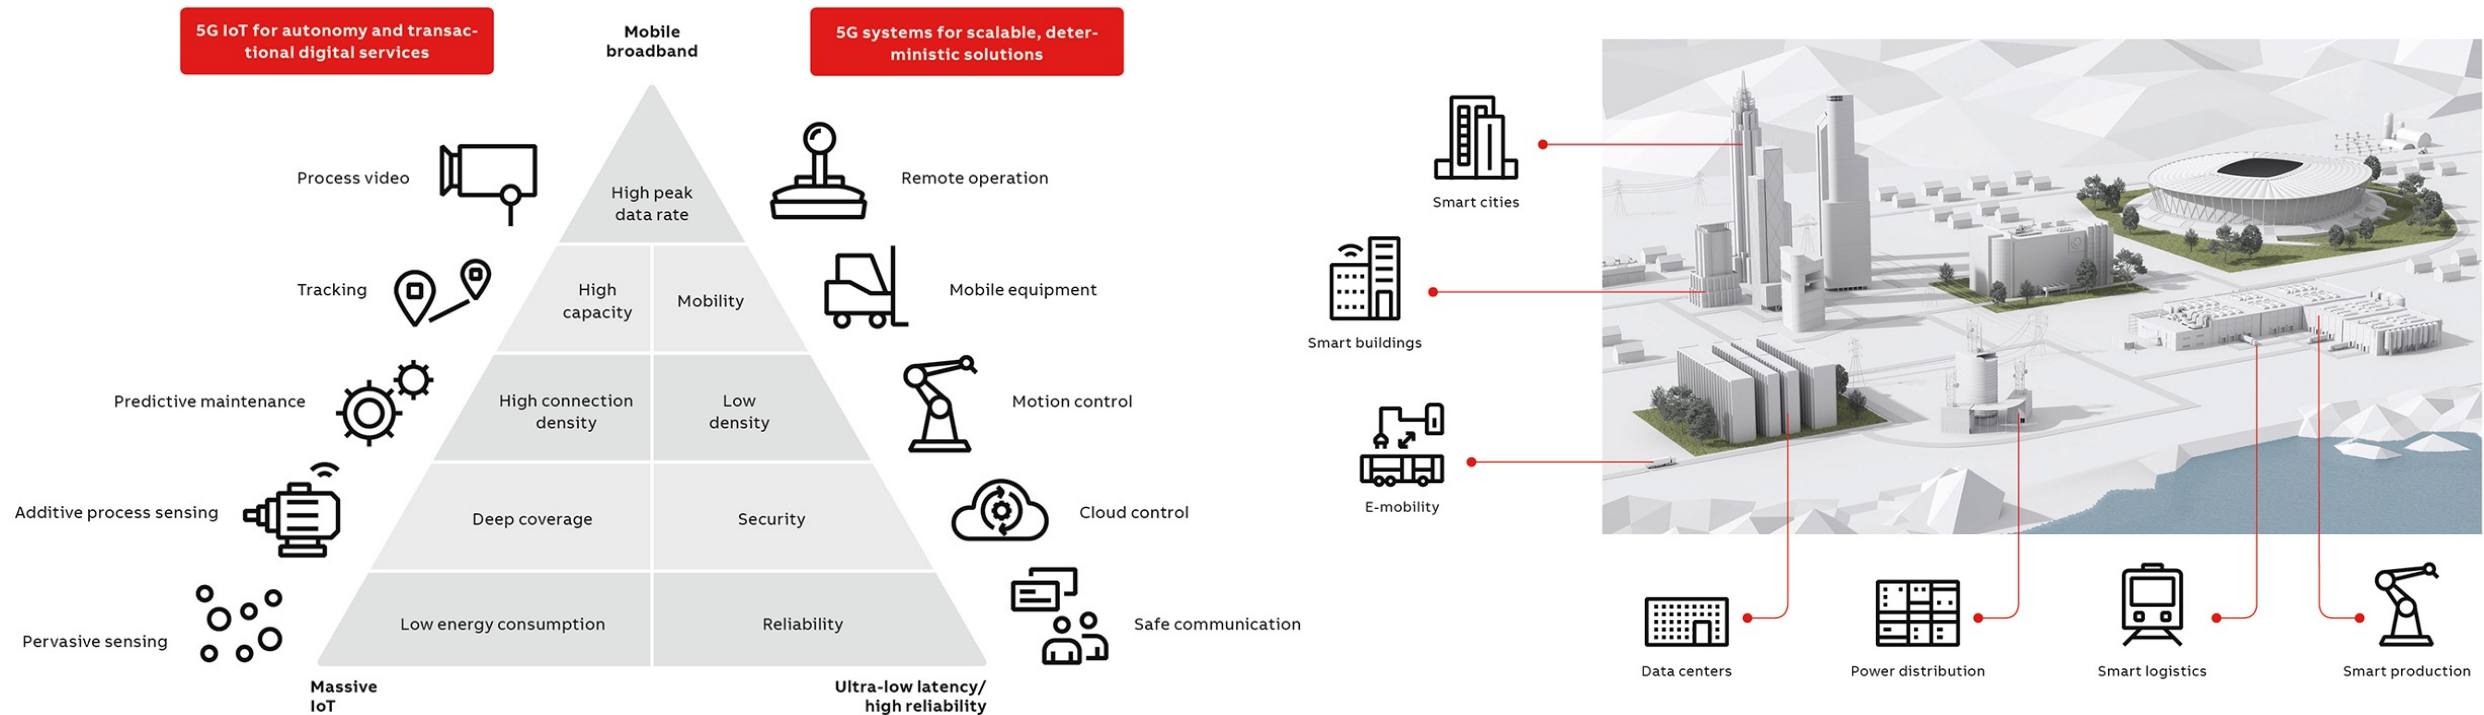 5G IoT for autonomy and transac-
tional digital services
Mobile
broadband
5G systems for scalable, deter-
ministic solutions
Process video
High peak
data rate
Remote operation
Tracking
High
capacity
Mobility
Mobile equipment
Predictive maintenance
High connection
density
Low
density
Motion control
Additive process sensing
Deep coverage
Security
Cloud control
Pervasive sensing
Low energy consumption
Reliability
Safe communication
Massive
IoT
Ultra-low latency/
high reliability
Smart cities
Smart buildings
E-mobility
Data centers
Power distribution
Smart logistics
Smart production